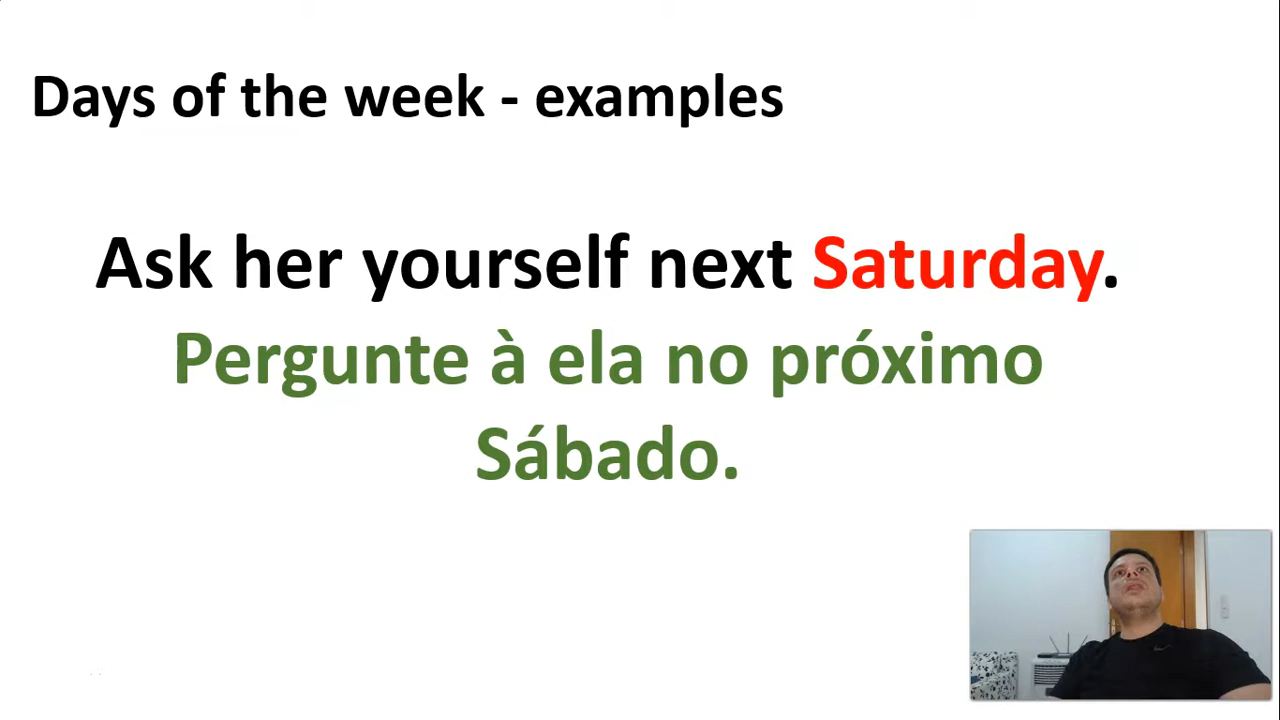 Days of the week - examples
Ask her yourself next Saturday.
Pergunte à ela no próximo
Sábado.